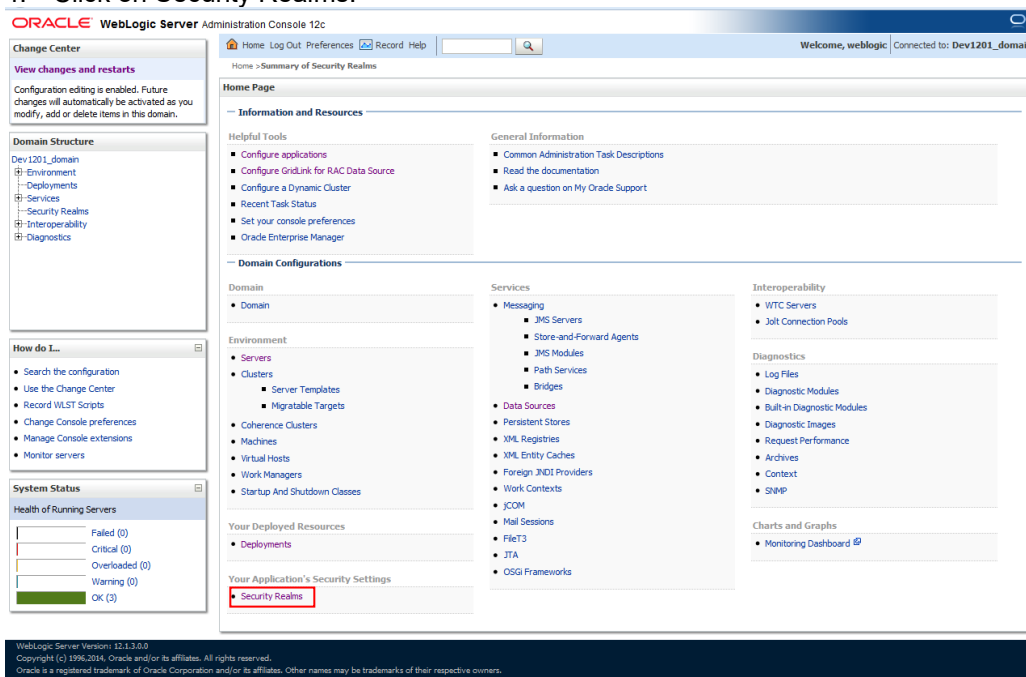 Click on Security Realms.
ORACLE WebLogic Server Administration Console 12c
Change Center
View changes and restarts
Configuration editing is enabled. Future
changes will automatically be activated as you
modify, add or delete items in this domain.
Domain Structure
Dev1201_domain
Environment
Deployments
Services
Security Realms
Interoperability
Diagnostics
How do I...
Search the configuration
Use the Change Center
Record WLST Scripts
Change Console preferences
Manage Console extensions
Monitor servers
System Status
Health of Running Servers
Failed (0)
Critical (0)
Overloaded (0)
Warning (0)
OK (3)
Home Log Out Preferences Record Help
Welcome, weblogic Connected to: Dev1201_domai
Home >Summary of Security Realms
Home Page
Information and Resources
Helpful Tools
Configure applications
Configure GridLink for RAC Data Source
Configure a Dynamic Cluster
Recent Task Status
Set your console preferences
Oracle Enterprise Manager
General Information
Common Administration Task Descriptions
Read the documentation
Ask a question on My Oracle Support
Domain Configurations
Domain
Domain
Environment
Servers
Clusters
Server Templates
Migratable Targets
Coherence Clusters
Machines
Virtual Hosts
Work Managers
Startup And Shutdown Classes
Your Deployed Resources
Deployments
Your Application's Security Settings
Security Realms
Services
Messaging
JMS Servers
Store-and-Forward Agents
JMS Modules
Path Services
Bridges
Data Sources
Persistent Stores
XML Registries
XML Entity Caches
Foreign JNDI Providers
Work Contexts
jCOM
Mail Sessions
FileT3
JTA
OSGi Frameworks
Interoperability
WTC Servers
Jolt Connection Pools
Diagnostics
Log Files
Diagnostic Modules
Built-in Diagnostic Modules
Diagnostic Images
Request Performance
Archives
Context
SNMP
Charts and Graphs
Monitoring Dashboard
WebLogic Server Version: 12.1.3.0.0
Copyright (c) 1996,2014, Oracle and/or its affiliates. All rights reserved.
Oracle is a registered trademark of Oracle Corporation and/or its affiliates. Other names may be trademarks of their respective owners.